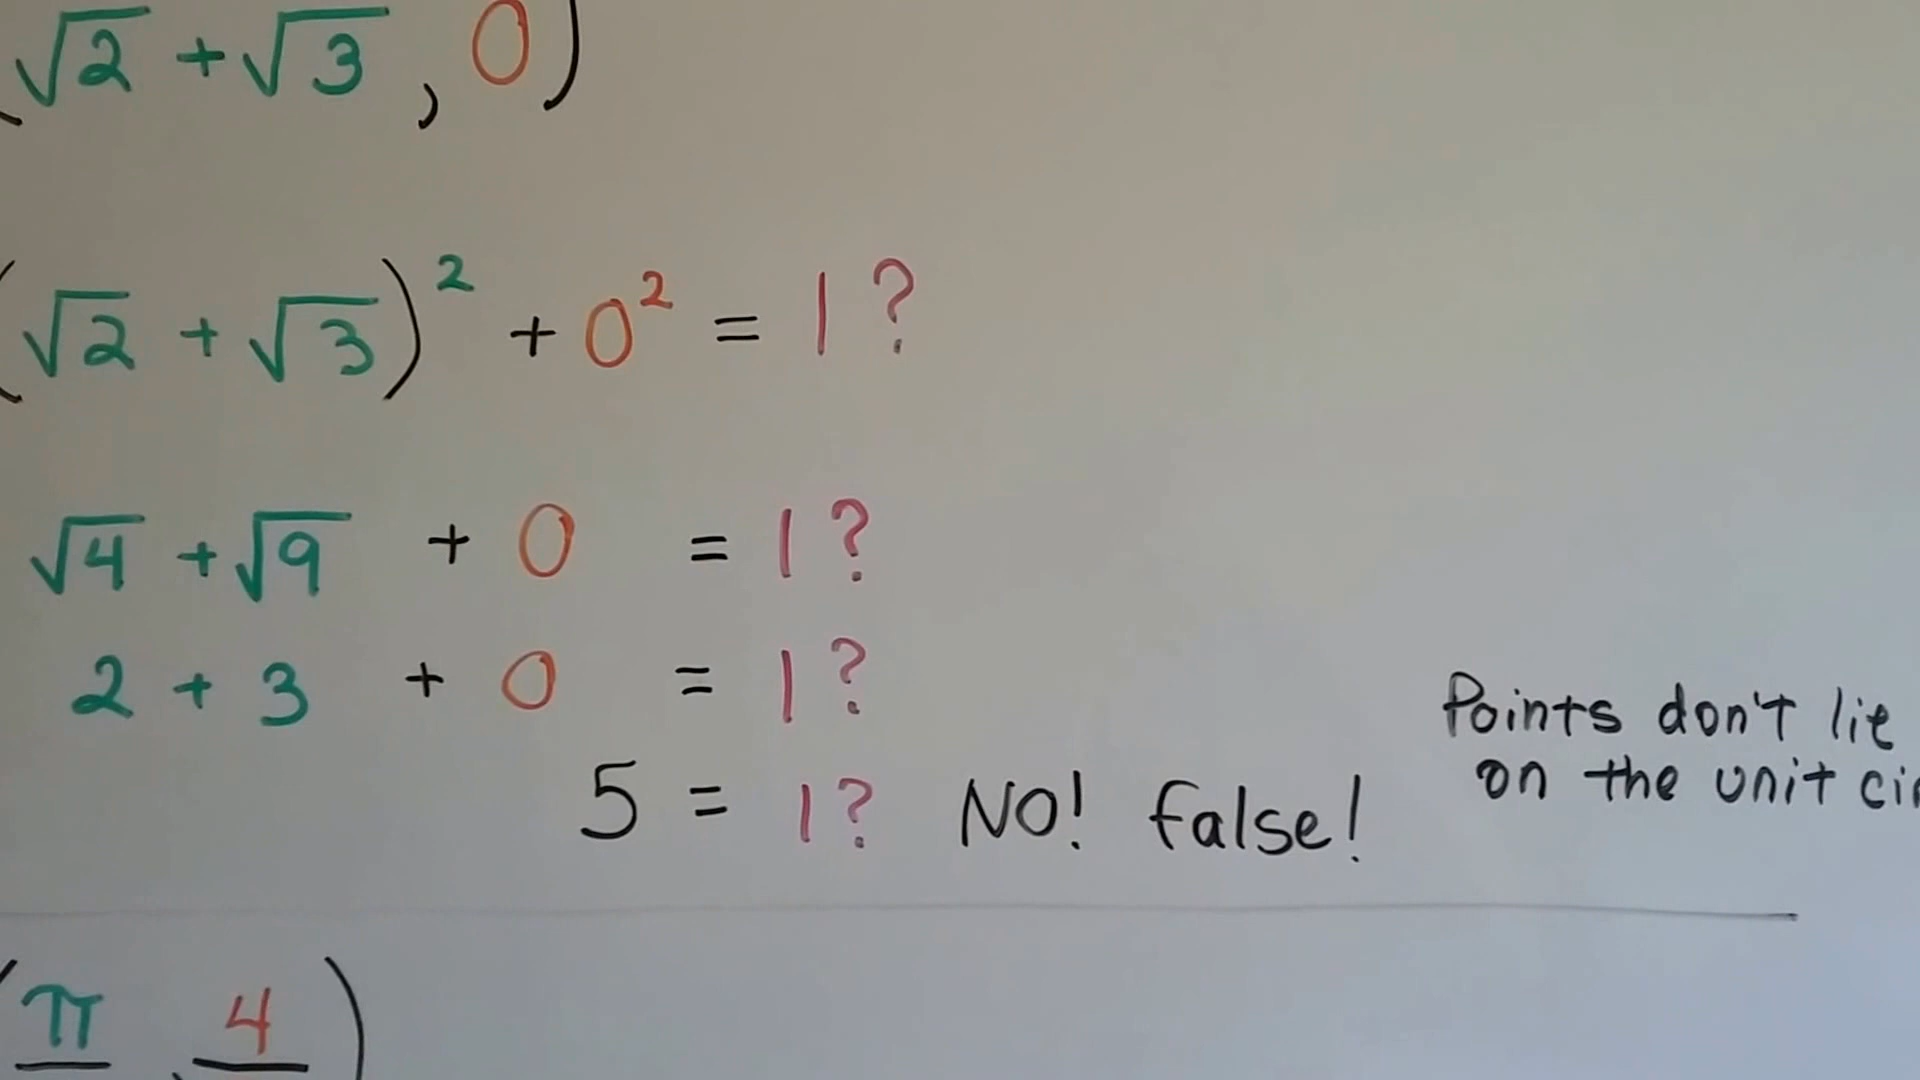 (√2 + √3 , 0)
(√2 + √3)² + 0² = 1?
√4 + √9 + 0 = 1?
2 + 3 + 0 = 1?
5 = 1? NO! false!
Points don't lie
on the unit
(π , 4)